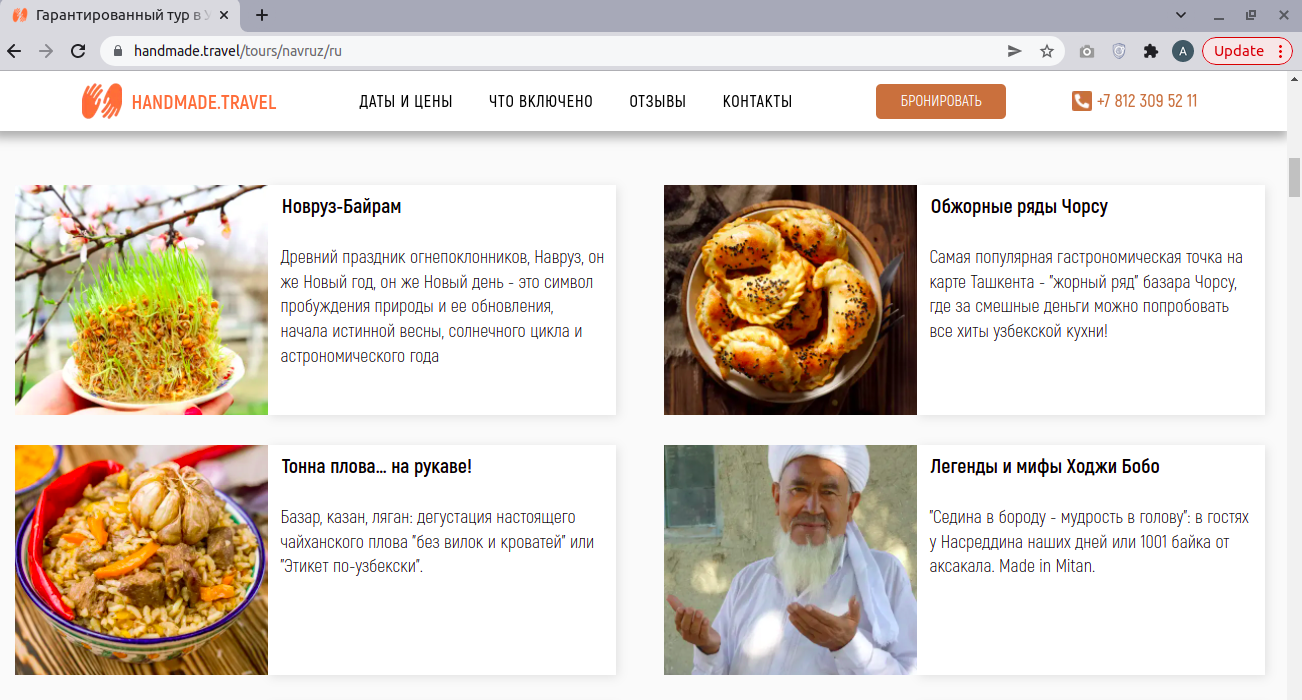 Гарантированный тур в У
handmade.travel/tours/navruz/ru
A
Update
HANDMADE.TRAVEL
ДАТЫ И ЦЕНЫ
ЧТО ВКЛЮЧЕНО
ОТЗЫВЫ
КОНТАКТЫ
БРОНИРОВАТЬ
+7 812 309 52 11
Новруз-Байрам
Древний праздник огнепоклонников, Навруз, он
же Новый год, он же Новый день - это символ
пробуждения природы и ее обновления,
начала истинной весны, солнечного цикла и
астрономического года
Обжорные ряды Чорсу
Самая популярная гастрономическая точка на
карте Ташкента - "жорный ряд" базара Чорсу,
где за смешные деньги можно попробовать
все хиты узбекской кухни!
Тонна плова... на рукаве!
Базар, казан, ляган: дегустация настоящего
чайханского плова "без вилок и кроватей" или
"Этикет по-узбекски".
Легенды и мифы Ходжи Бобо
"Седина в бороду - мудрость в голову": в гостях
у Насреддина наших дней или 1001 байка от
аксакала. Made in Mitan.